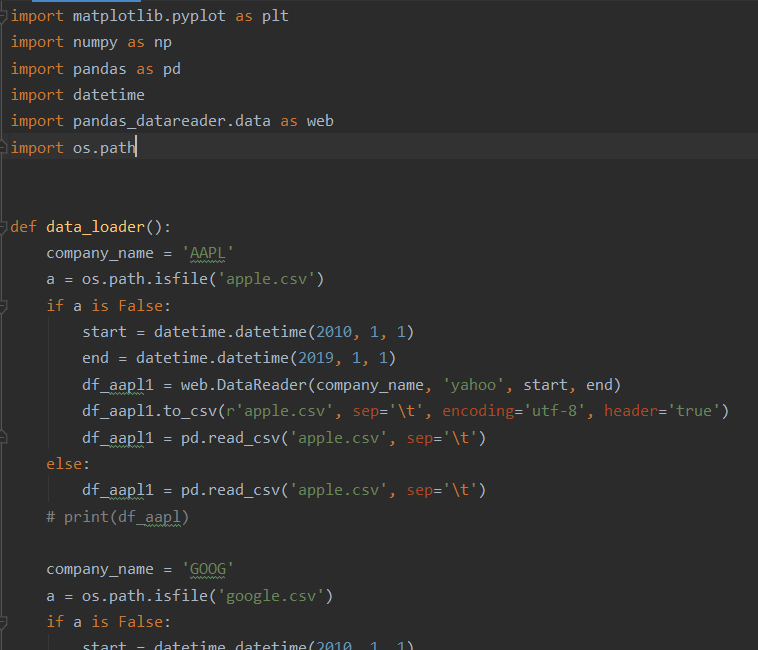 import matplotlib.pyplot as plt
import numpy as np
import pandas as pd
import datetime
import pandas_datareader.data as web
import os.path
def data_loader():
    company_name = 'AAPL'
    a = os.path.isfile('apple.csv')
    if a is False:
        start = datetime.datetime(2010, 1, 1)
        end = datetime.datetime(2019, 1, 1)
        df_aapl1 = web.DataReader(company_name, 'yahoo', start, end)
        df_aapl1.to_csv(r'apple.csv', sep='\t', encoding='utf-8', header='true')
        df_aapl1 = pd.read_csv('apple.csv', sep='\t')
    else:
        df_aapl1 = pd.read_csv('apple.csv', sep='\t')
    # print(df_aapl)
    company_name = 'GOOG'
    a = os.path.isfile('google.csv')
    if a is False:
        start = datetime.datetime(2010, 1, 1)